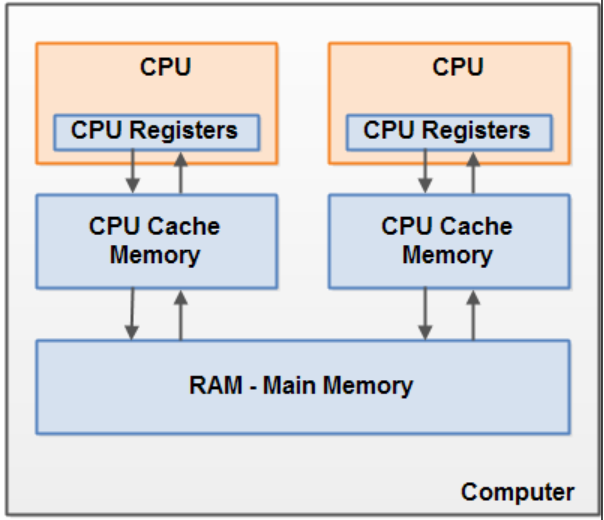 CPU
CPU
CPU Registers
CPU Registers
CPU Cache
Memory
CPU Cache
Memory
RAM - Main Memory
Computer